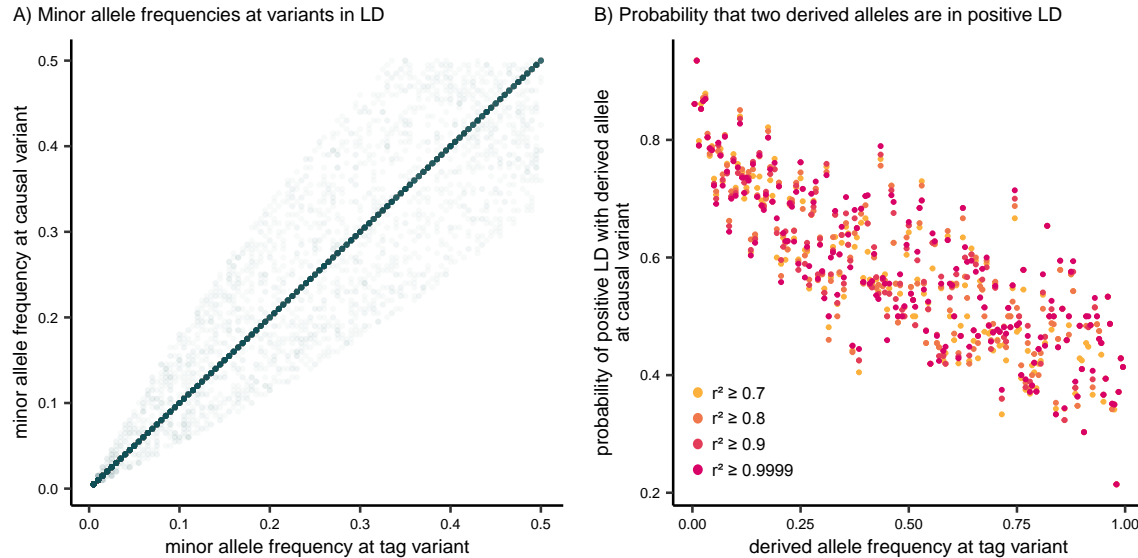 A) Minor allele frequencies at variants in LD
minor allele frequency at causal variant
0.5
0.4
0.3
0.2
0.1
0.0
0.0 0.1 0.2 0.3 0.4 0.5
minor allele frequency at tag variant
B) Probability that two derived alleles are in positive LD
probability of positive LD with derived allele
at causal variant
0.8
0.6
0.4
0.2
r² ≥ 0.7
r² ≥ 0.8
r² ≥ 0.9
r² ≥ 0.9999
0.00 0.25 0.50 0.75 1.00
derived allele frequency at tag variant